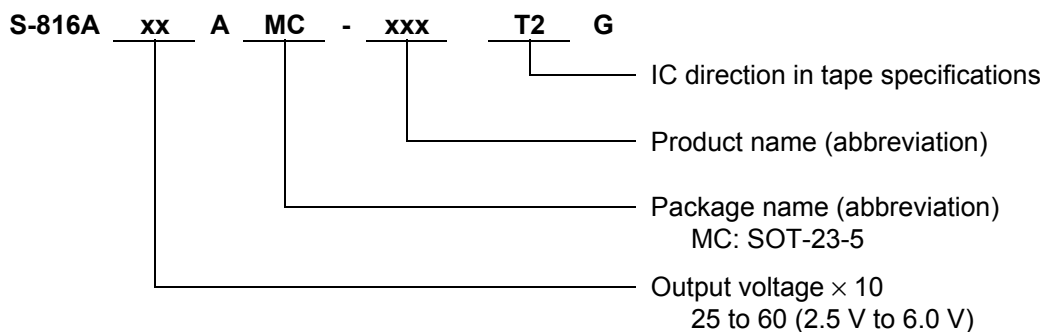 S-816A xx A MC - xxx T2 G
IC direction in tape specifications
Product name (abbreviation)
Package name (abbreviation)
MC: SOT-23-5
Output voltage × 10
25 to 60 (2.5 V to 6.0 V)